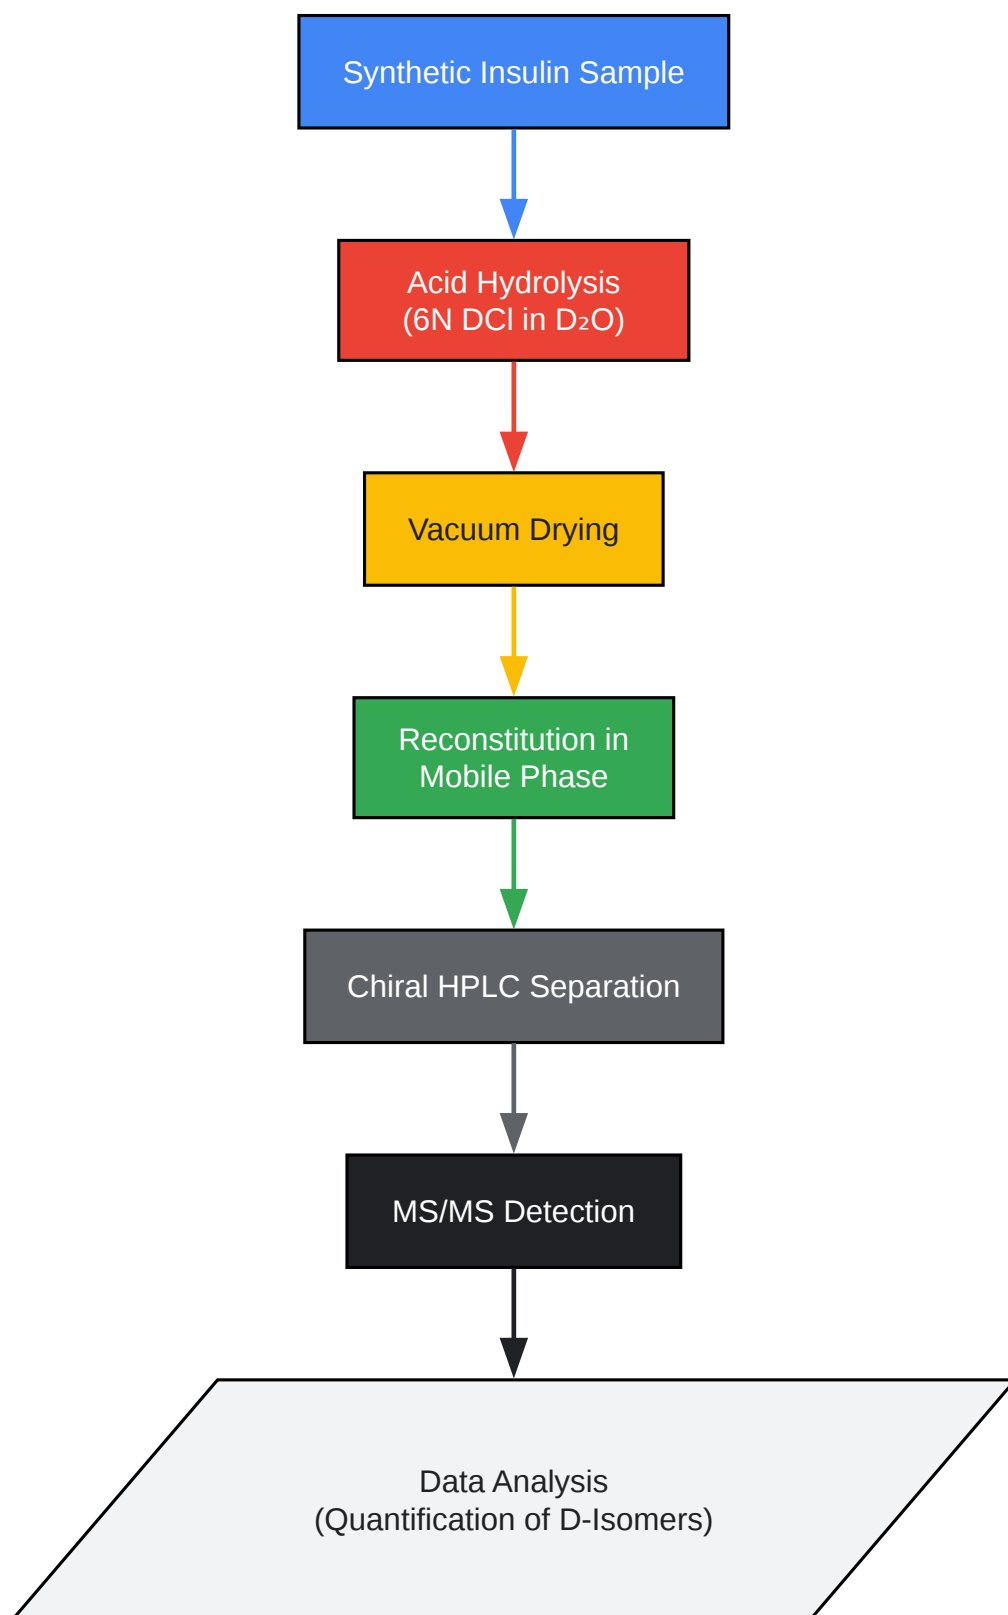 Synthetic Insulin Sample
Acid Hydrolysis
(6N DCl in D₂O)
Vacuum Drying
Reconstitution in
Mobile Phase
Chiral HPLC Separation
MS/MS Detection
Data Analysis
(Quantification of D-Isomers)